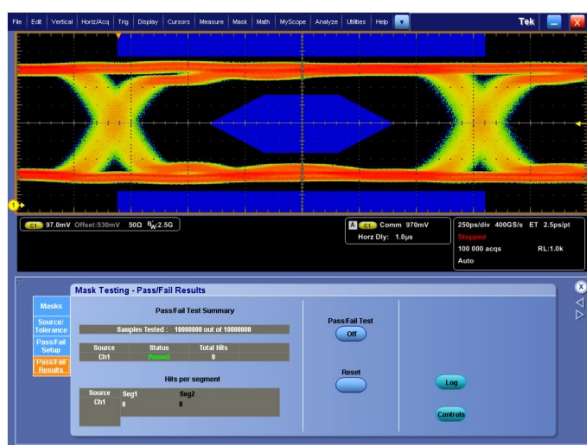 File Edit Vertical Horiz/Acq Trig Display Cursors Measure Mask Math MyScope Analyze Utilities Help Tek X
1
C1 97.0mV Offset:530mV 50Ω BW:2.5G
A C1 Comm 970mV
Horz Dly: 1.0µs
250ps/div 400GS/s ET 2.5ps/pt
Stopped
100 000 acqs RL:1.0k
Auto
Mask Testing - Pass/Fail Results X
Masks
Source/
Tolerance
Pass/Fail
Setup
Pass/Fail
Results
Pass/Fail Test Summary
Samples Tested : 10000000 out of 10000000
Source Status Total Hits
Ch1 Passed 0
Hits per segment
Source Seg1 Seg2
Ch1 0 0
Pass/Fail Test
Off
Reset
Log
Controls